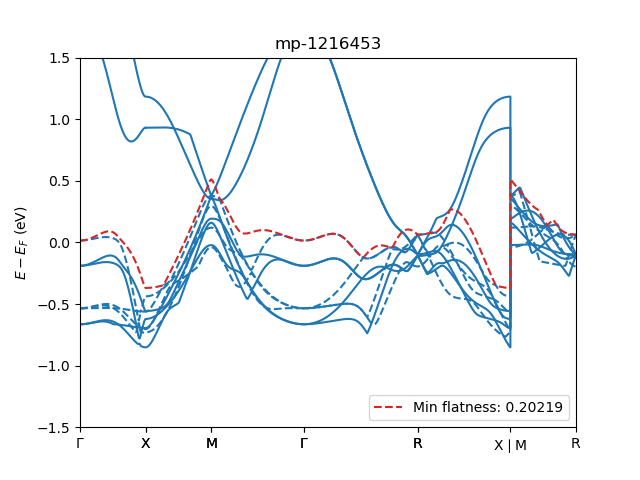 mp-1216453
E − E_F (eV)
1.5
1.0
0.5
0.0
−0.5
−1.0
−1.5
Min flatness: 0.20219
Γ X M Γ R X | M R